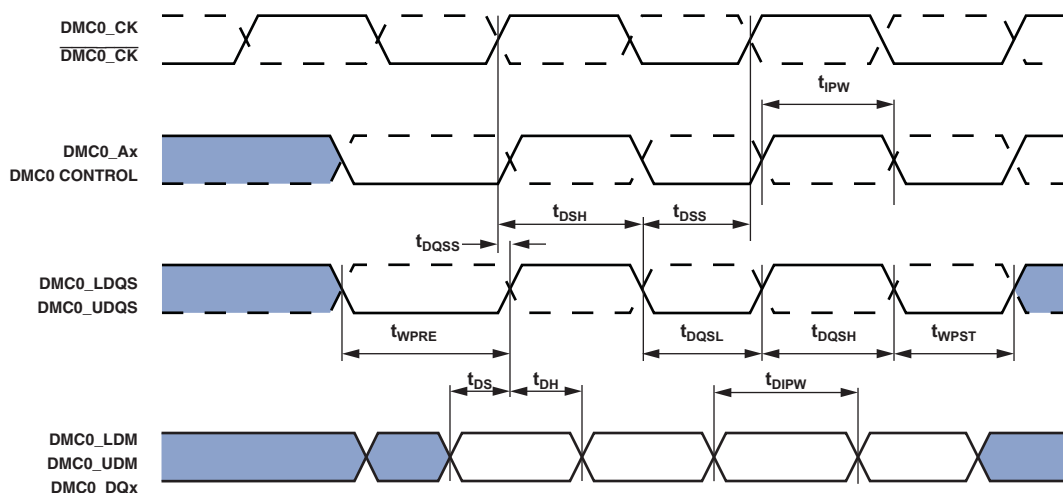 DMC0_CK
DMC0_CK
tIPW
DMC0_Ax
DMC0 CONTROL
tDSH
tDSS
tDQSS
DMC0_LDQS
DMC0_UDQS
tWPRE
tDQSL
tDQSH
tWPST
tDS
tDH
tDIPW
DMC0_LDM
DMC0_UDM
DMC0_DQx